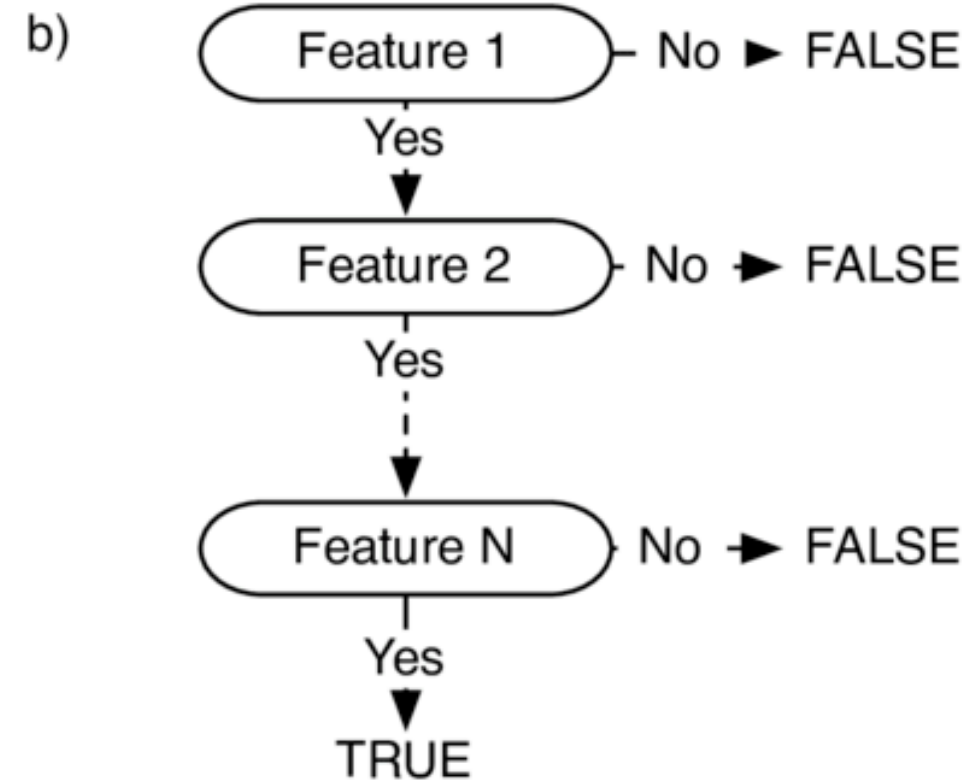 b)
Feature 1 No FALSE
Yes
Feature 2 No FALSE
Yes
Feature N No FALSE
Yes
TRUE